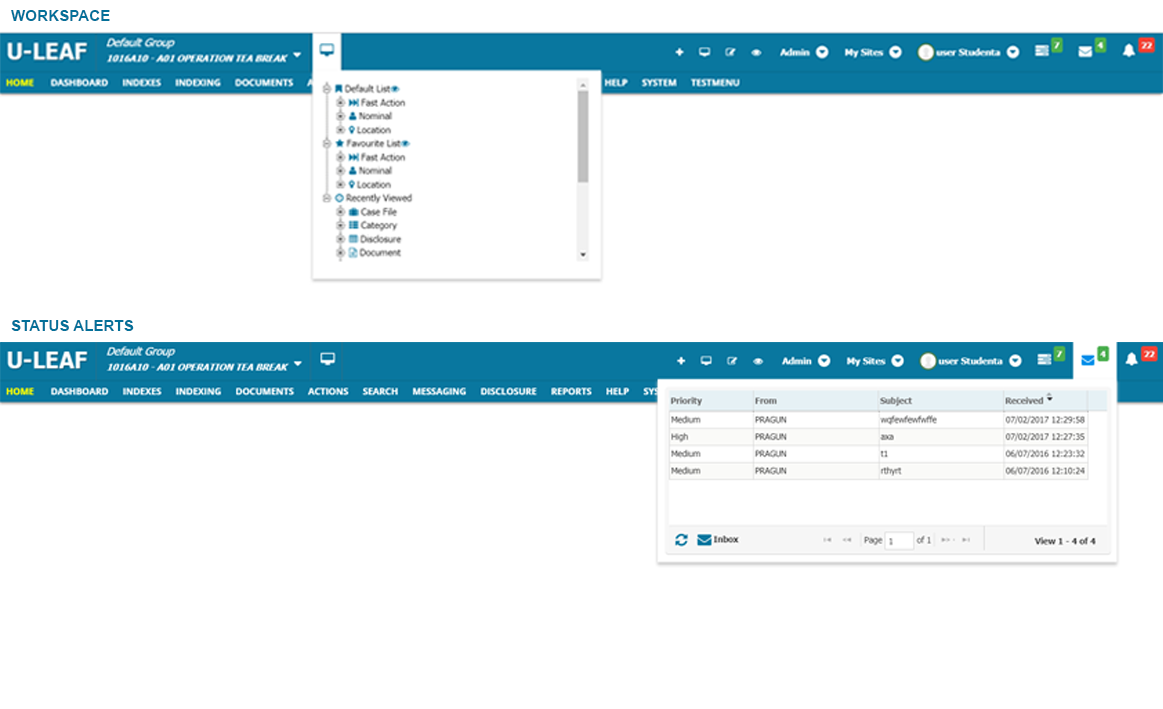 WORKSPACE
U-LEAF
Default Group
1016A10 - A01 OPERATION TEA BREAK
Admin My Sites user Studenta 7 4 22
HOME DASHBOARD INDEXES INDEXING DOCUMENTS A HELP SYSTEM TESTMENU
Default List
Fast Action
Nominal
Location
Favourite List
Fast Action
Nominal
Location
Recently Viewed
Case File
Category
Disclosure
Document
STATUS ALERTS
U-LEAF
Default Group
1016A10 - A01 OPERATION TEA BREAK
Admin My Sites user Studenta 7 4 22
HOME DASHBOARD INDEXES INDEXING DOCUMENTS ACTIONS SEARCH MESSAGING DISCLOSURE REPORTS HELP SYS
Priority From Subject Received
Medium PRAGUN wqfewfewfwffe 07/02/2017 12:29:58
High PRAGUN axa 07/02/2017 12:27:35
Medium PRAGUN t1 06/07/2016 12:23:32
Medium PRAGUN rthyrt 06/07/2016 12:10:24
Inbox Page 1 of 1 View 1 - 4 of 4